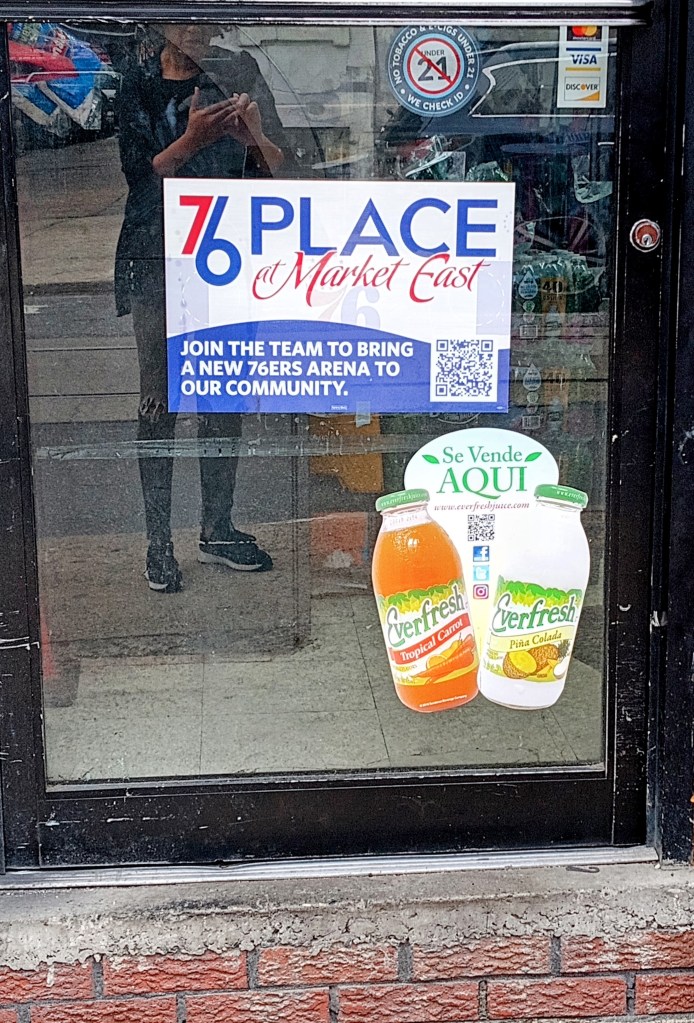 NO TOBACCO & E-CIGS UNDER 21
UNDER
21
WE CHECK ID
VISA
DISCOVER
76 PLACE
at Market East
JOIN THE TEAM TO BRING
A NEW 76ERS ARENA TO
OUR COMMUNITY.
Se Vende
AQUI
www.everfreshjuice.com
Everfresh
Tropical Carrot
Everfresh
Piña Colada